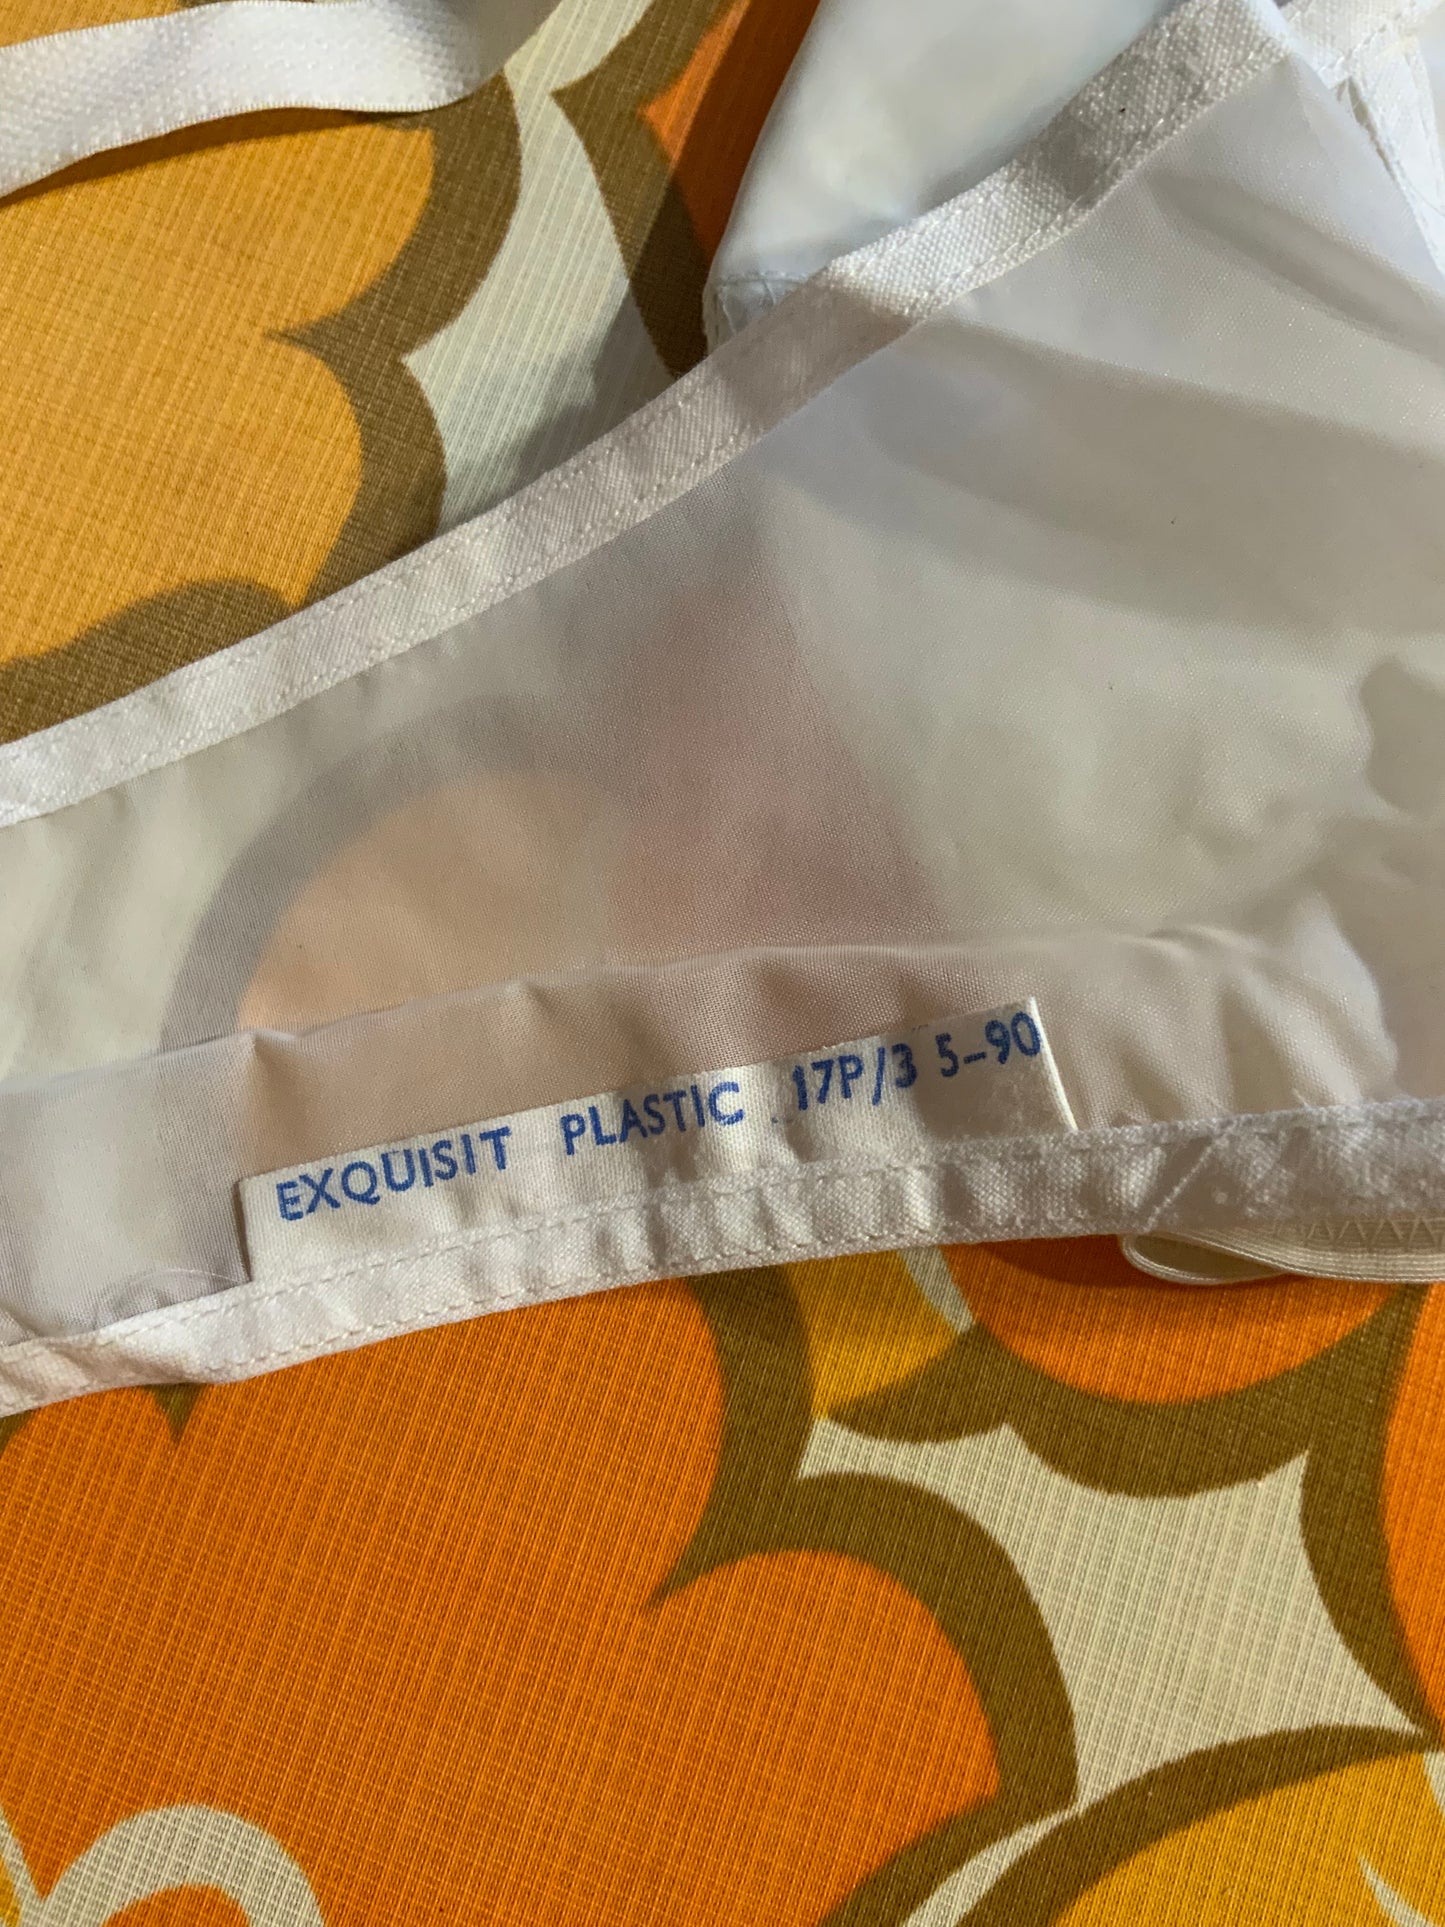 EXQUISIT PLASTIC 17P/3 5-90